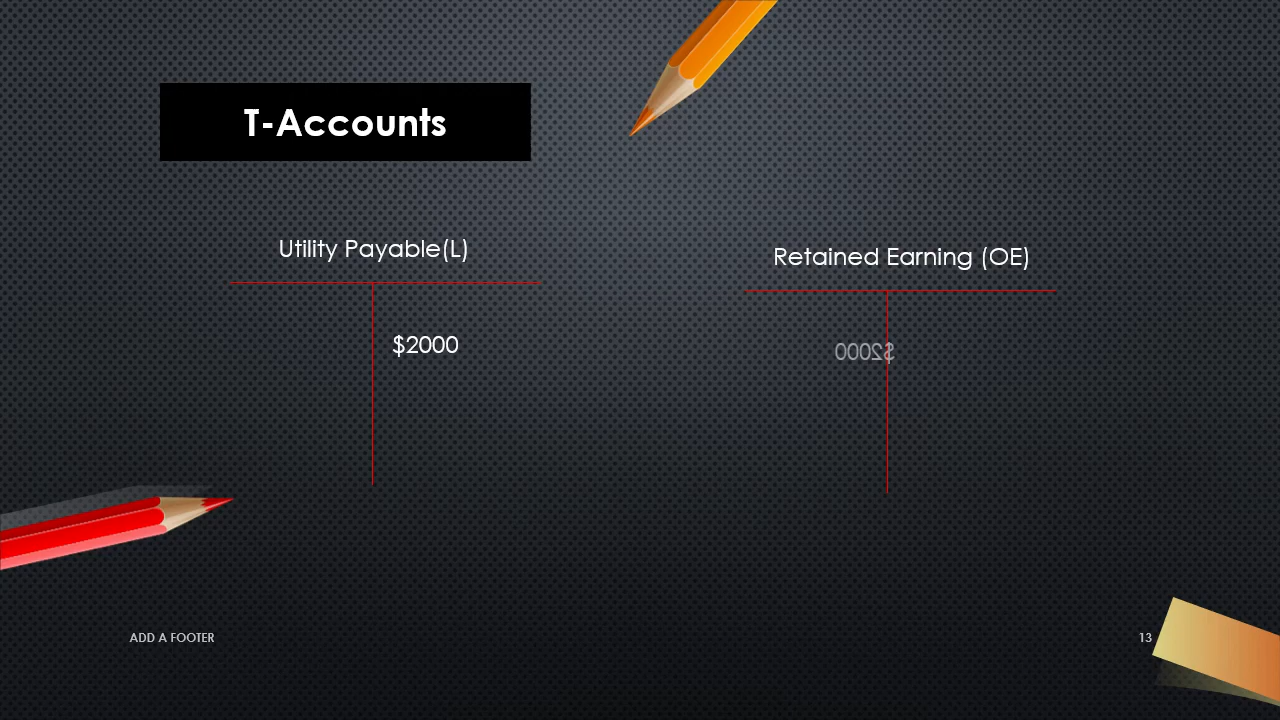 T-Accounts
Utility Payable(L)
Retained Earning (OE)
$2000
$2000
ADD A FOOTER
13